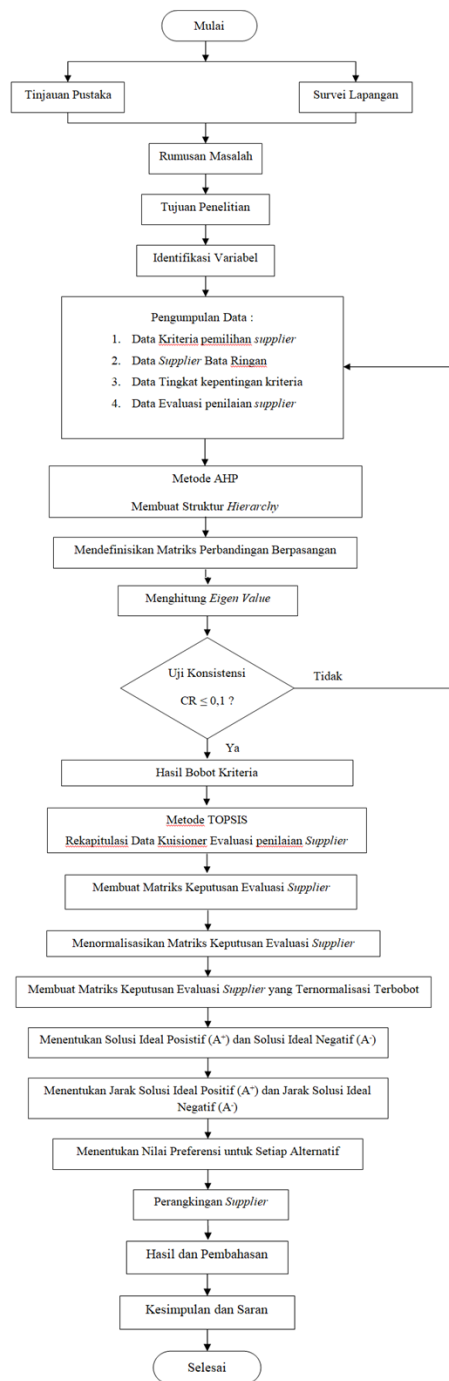 Mulai
Tinjauan Pustaka
Survei Lapangan
Rumusan Masalah
Tujuan Penelitian
Identifikasi Variabel
Pengumpulan Data :
1. Data Kriteria pemilihan supplier
2. Data Supplier Bata Ringan
3. Data Tingkat kepentingan kriteria
4. Data Evaluasi penilaian supplier
Metode AHP
Membuat Struktur Hierarchy
Mendefinisikan Matriks Perbandingan Berpasangan
Menghitung Eigen Value
Uji Konsistensi
CR ≤ 0,1 ?
Tidak
Ya
Hasil Bobot Kriteria
Metode TOPSIS
Rekapitulasi Data Kuisioner Evaluasi penilaian Supplier
Membuat Matriks Keputusan Evaluasi Supplier
Menormalisasikan Matriks Keputusan Evaluasi Supplier
Membuat Matriks Keputusan Evaluasi Supplier yang Ternormalisasi Terbobot
Menentukan Solusi Ideal Posistif (A⁺) dan Solusi Ideal Negatif (A⁻)
Menentukan Jarak Solusi Ideal Positif (A⁺) dan Jarak Solusi Ideal
Negatif (A⁻)
Menentukan Nilai Preferensi untuk Setiap Alternatif
Perangkingan Supplier
Hasil dan Pembahasan
Kesimpulan dan Saran
Selesai